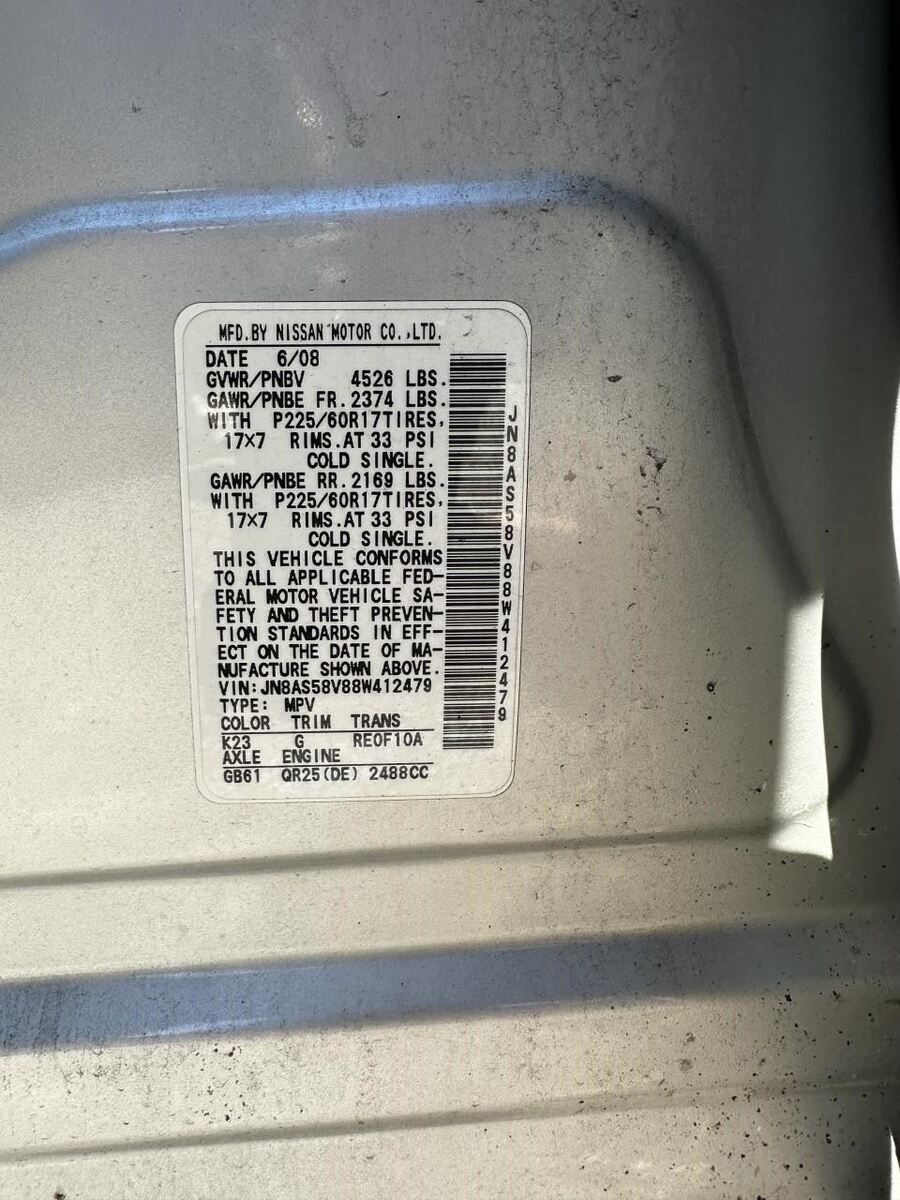 MFD.BY NISSAN MOTOR CO.,LTD.
DATE 6/08
GVWR/PNBV 4526 LBS.
GAWR/PNBE FR.2374 LBS.
WITH P225/60R17TIRES,
17×7 RIMS.AT 33 PSI
COLD SINGLE.
GAWR/PNBE RR.2169 LBS.
WITH P225/60R17TIRES,
17×7 RIMS.AT 33 PSI
COLD SINGLE.
THIS VEHICLE CONFORMS
TO ALL APPLICABLE FED-
ERAL MOTOR VEHICLE SA-
FETY AND THEFT PREVEN-
TION STANDARDS IN EFF-
ECT ON THE DATE OF MA-
NUFACTURE SHOWN ABOVE.
VIN:JN8AS58V88W412479
TYPE: MPV
COLOR TRIM TRANS
K23 G RE0F10A
AXLE ENGINE
GB61 QR25(DE) 2488CC
JN8AS58V88W412479